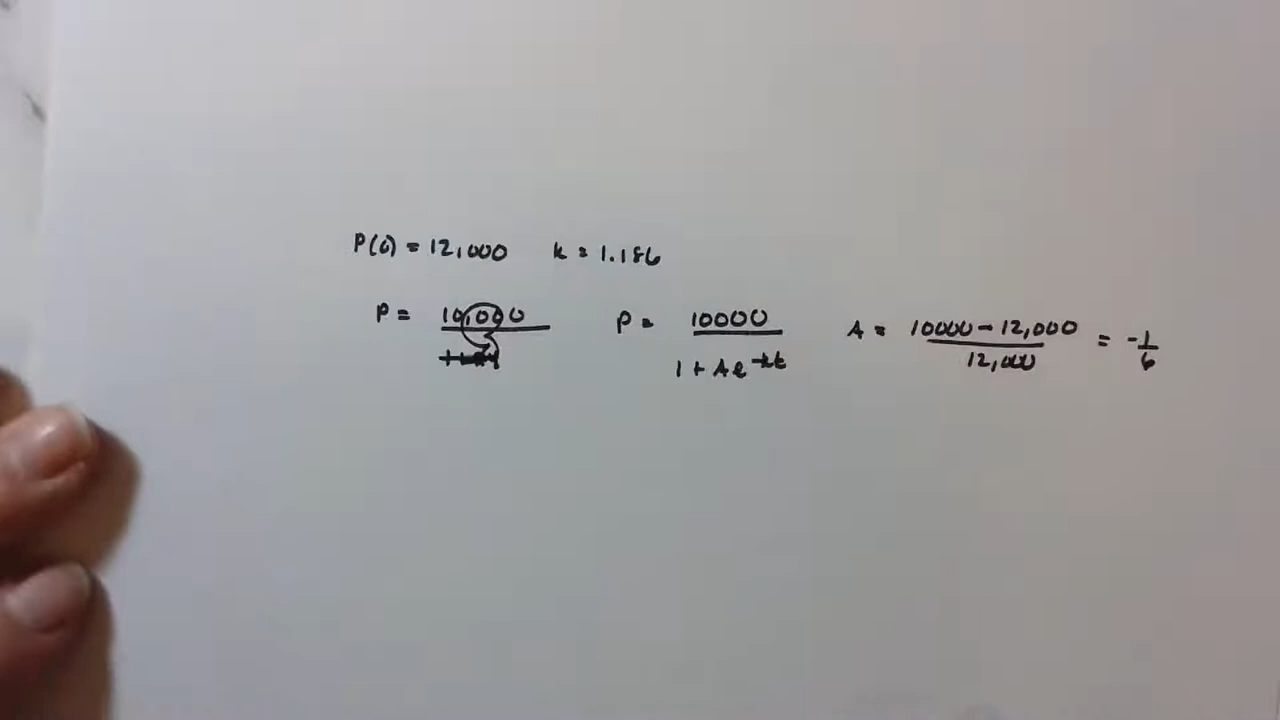 P(0) = 12,000 k = 1.186
P = 10,000 P = 10000 / 1 + Ae^-kt A = 10000 - 12,000 / 12,000 = -1/6